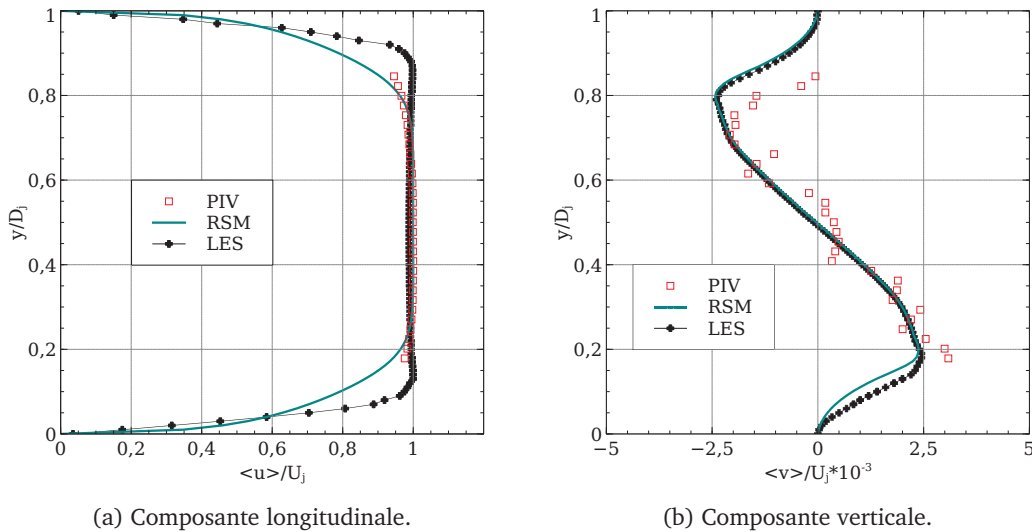 1
0,8
0,6
0,4
0,2
0
y/Dⱼ
PIV
RSM
LES
0 0,2 0,4 0,6 0,8 1
<u>/Uⱼ
(a) Composante longitudinale.
1
0,8
0,6
0,4
0,2
0
y/Dⱼ
PIV
RSM
LES
−5 −2,5 0 2,5 5
<v>/Uⱼ*10⁻³
(b) Composante verticale.